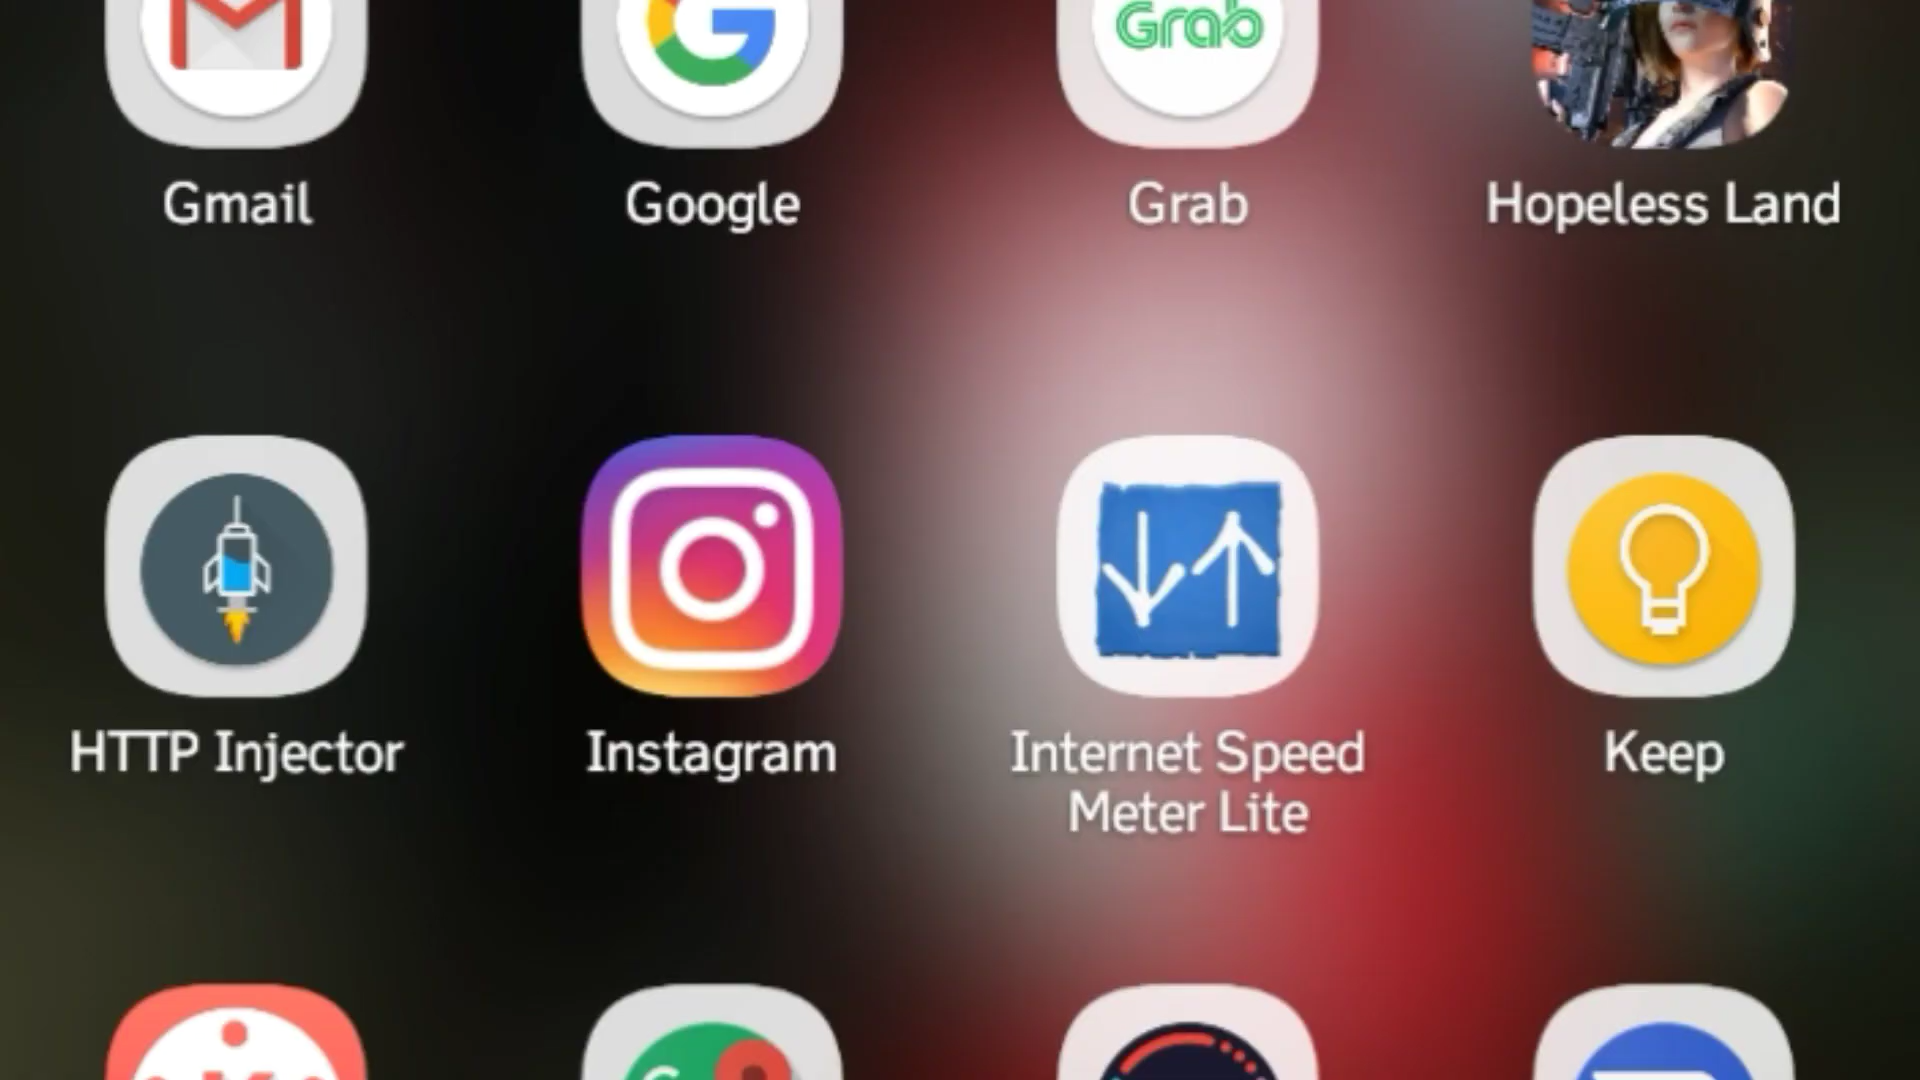 Grab
Gmail
Google
Grab
Hopeless Land
HTTP Injector
Instagram
Internet Speed
Meter Lite
Keep